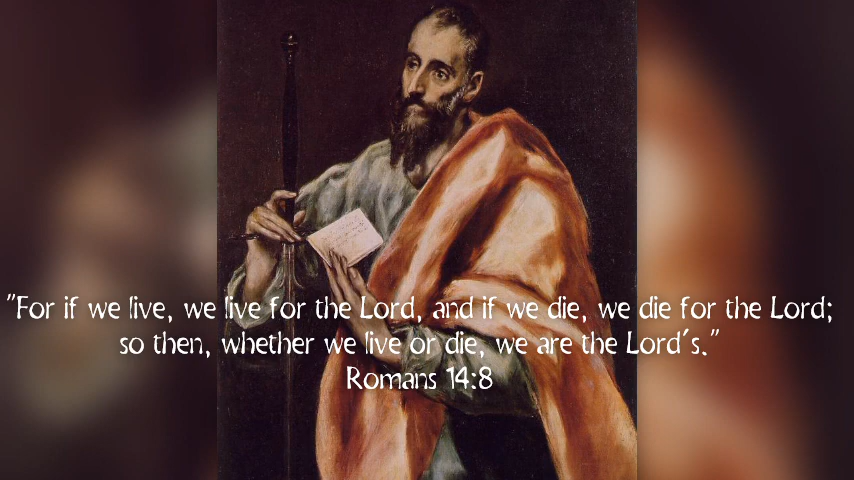 "For if we live, we live for the Lord, and if we die, we die for the Lord;
so then, whether we live or die, we are the Lord's."
Romans 14:8